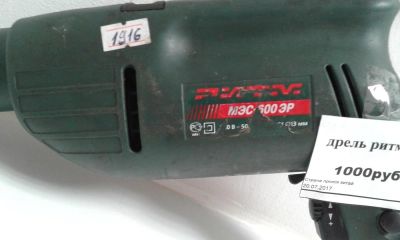 1916
РИТМ
МЭС-600 ЭР
дрель ритм
1000руб
20.07.2017